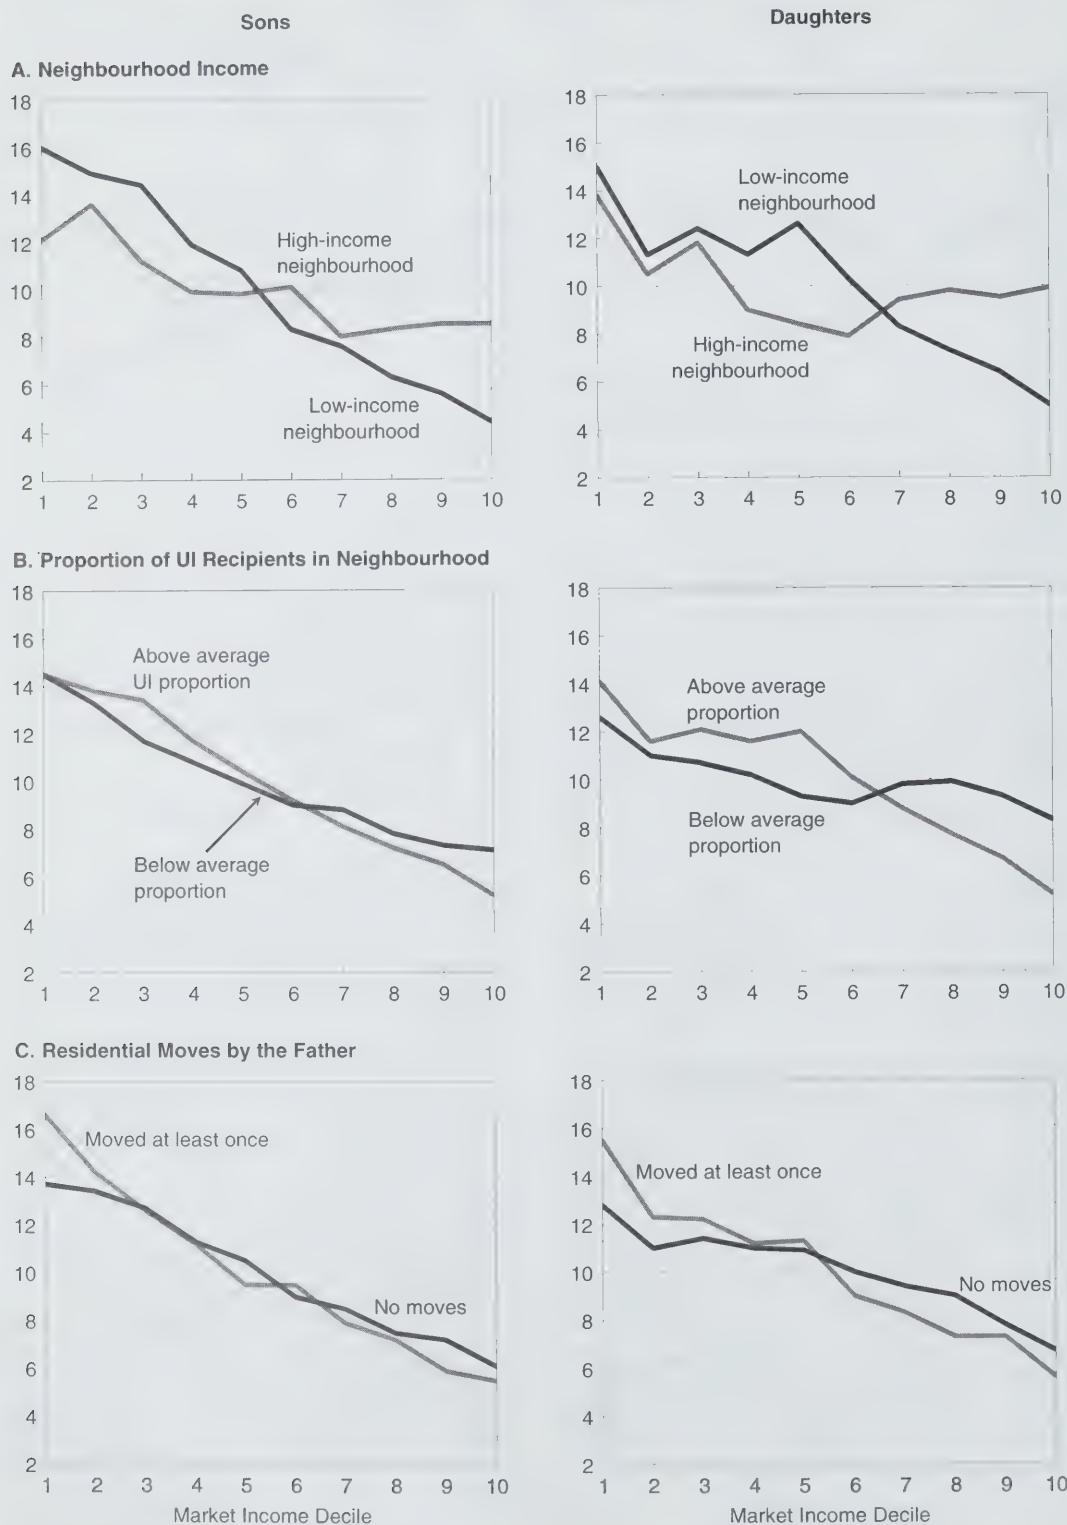 Sons
Daughters
A. Neighbourhood Income
18
16
14
12
10
8
6
4
2
High-income
neighbourhood
Low-income
neighbourhood
1 2 3 4 5 6 7 8 9 10
18
16
14
12
10
8
6
4
2
Low-income
neighbourhood
High-income
neighbourhood
1 2 3 4 5 6 7 8 9 10
B. Proportion of UI Recipients in Neighbourhood
18
16
14
12
10
8
6
4
2
Above average
UI proportion
Below average
proportion
1 2 3 4 5 6 7 8 9 10
18
16
14
12
10
8
6
4
2
Above average
proportion
Below average
proportion
1 2 3 4 5 6 7 8 9 10
C. Residential Moves by the Father
18
16
14
12
10
8
6
4
2
Moved at least once
No moves
1 2 3 4 5 6 7 8 9 10
Market Income Decile
18
16
14
12
10
8
6
4
2
Moved at least once
No moves
1 2 3 4 5 6 7 8 9 10
Market Income Decile